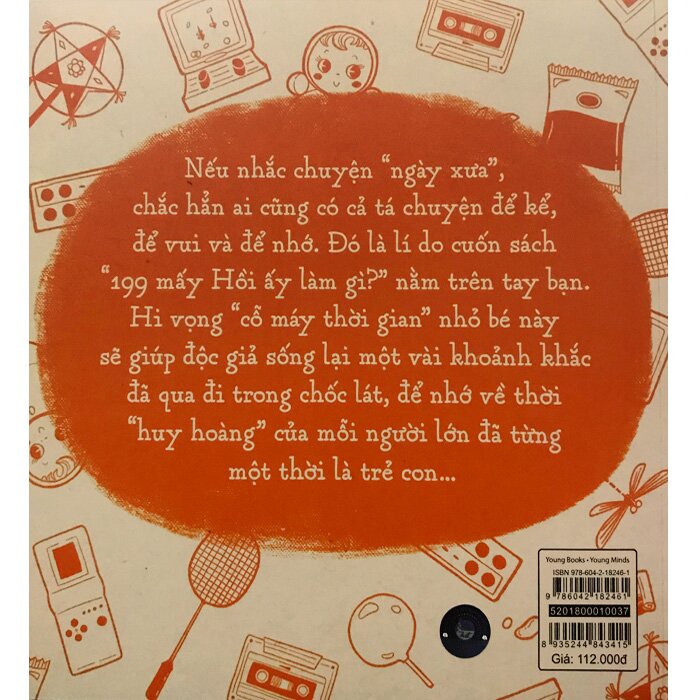 Nếu nhắc chuyện “ngày xưa”,
chắc hẳn ai cũng có cả tá chuyện để kể,
để vui và để nhớ. Đó là lí do cuốn sách
“199 mấy Hồi ấy làm gì?” nằm trên tay bạn.
Hi vọng “cỗ máy thời gian” nhỏ bé này
sẽ giúp độc giả sống lại một vài khoảnh khắc
đã qua đi trong chốc lát, để nhớ về thời
“huy hoàng” của mỗi người lớn đã từng
một thời là trẻ con...
Young Books • Young Minds
ISBN 978-604-2-18246-1
9 786042 182461
5201800010037
8 935244 843415
Giá: 112.000đ